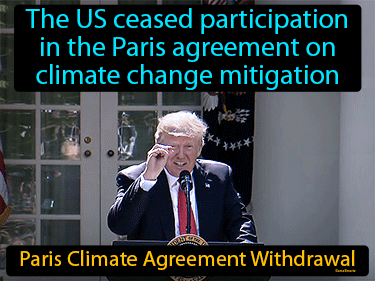 The US ceased participation
in the Paris agreement on
climate change mitigation
Paris Climate Agreement Withdrawal